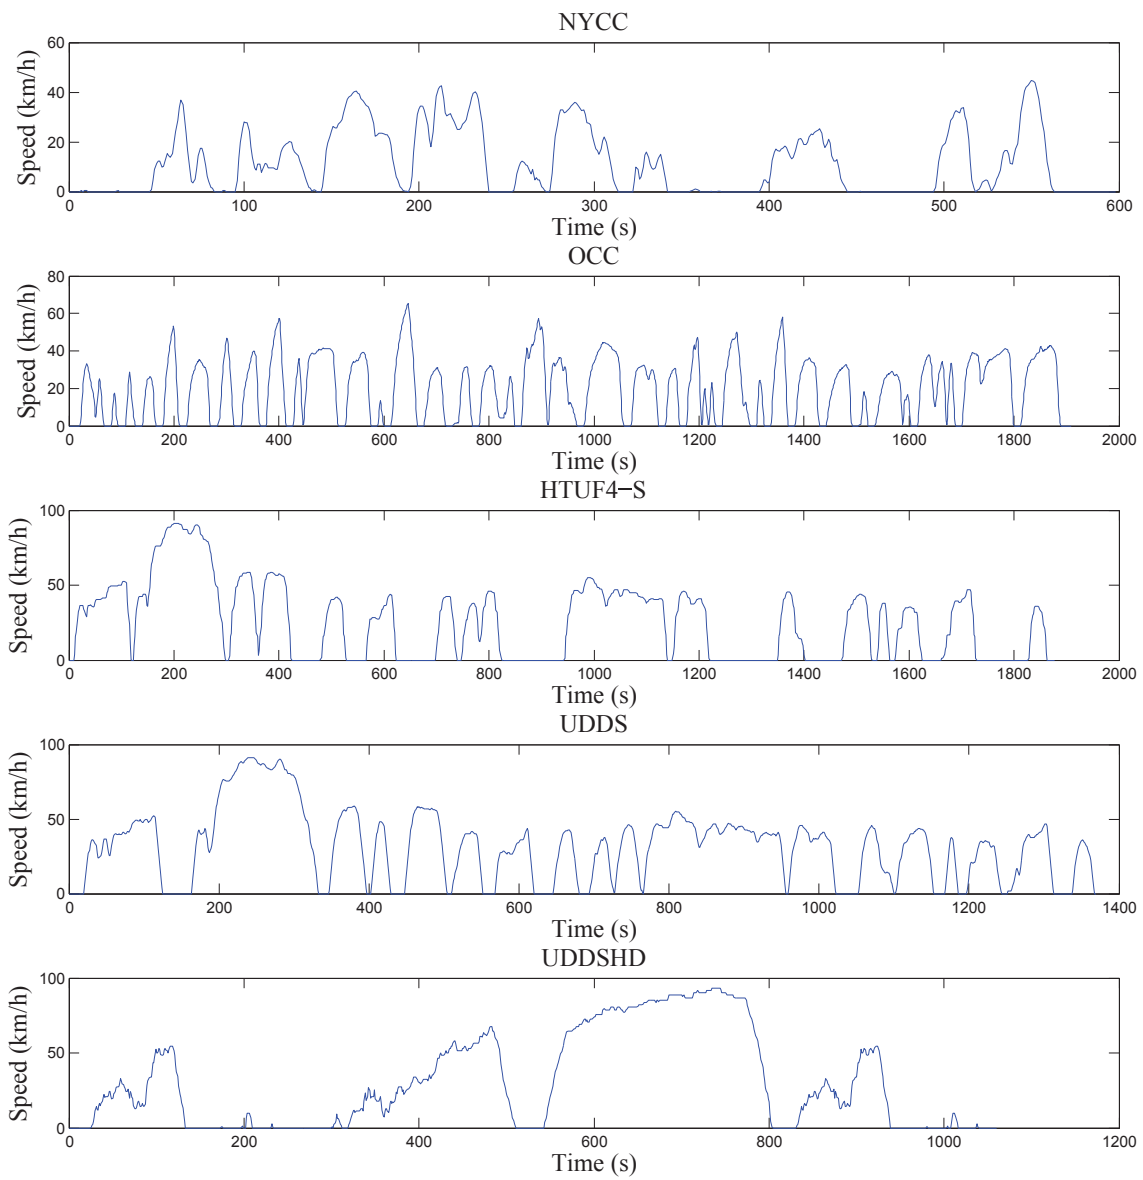 NYCC
60
40
20
0
Speed (km/h)
0 100 200 300 400 500 600
Time (s)
OCC
80
60
40
20
0
Speed (km/h)
0 200 400 600 800 1000 1200 1400 1600 1800 2000
Time (s)
HTUF4−S
100
50
0
Speed (km/h)
0 200 400 600 800 1000 1200 1400 1600 1800 2000
Time (s)
UDDS
100
50
0
Speed (km/h)
0 200 400 600 800 1000 1200 1400
Time (s)
UDDSHD
100
50
0
Speed (km/h)
0 200 400 600 800 1000 1200
Time (s)